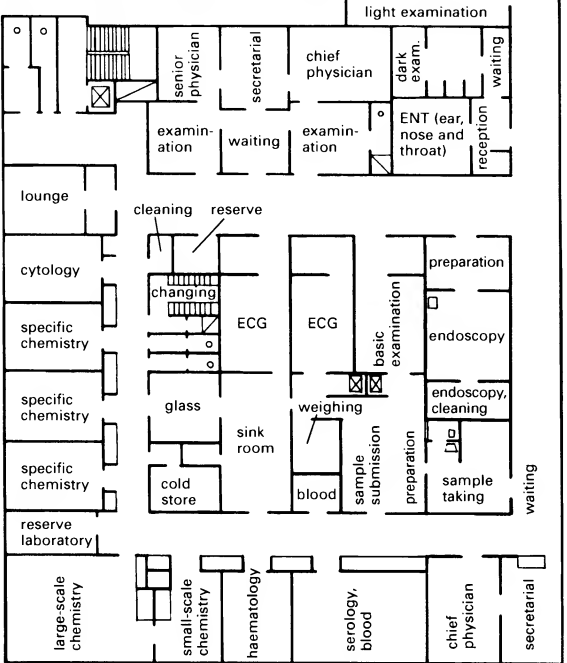 light examination
senior
physician
secretarial
chief
physician
dark
exam.
waiting
examin-
ation
waiting
examin-
ation
ENT (ear,
nose and
throat)
reception
lounge
cleaning
reserve
cytology
changing
ECG
ECG
basic
examination
preparation
specific
chemistry
endoscopy
specific
chemistry
glass
weighing
endoscopy,
cleaning
sink
room
specific
chemistry
cold
store
blood
sample
submission
preparation
sample
taking
waiting
reserve
laboratory
large-scale
chemistry
small-scale
chemistry
haematology
serology,
blood
chief
physician
secretarial